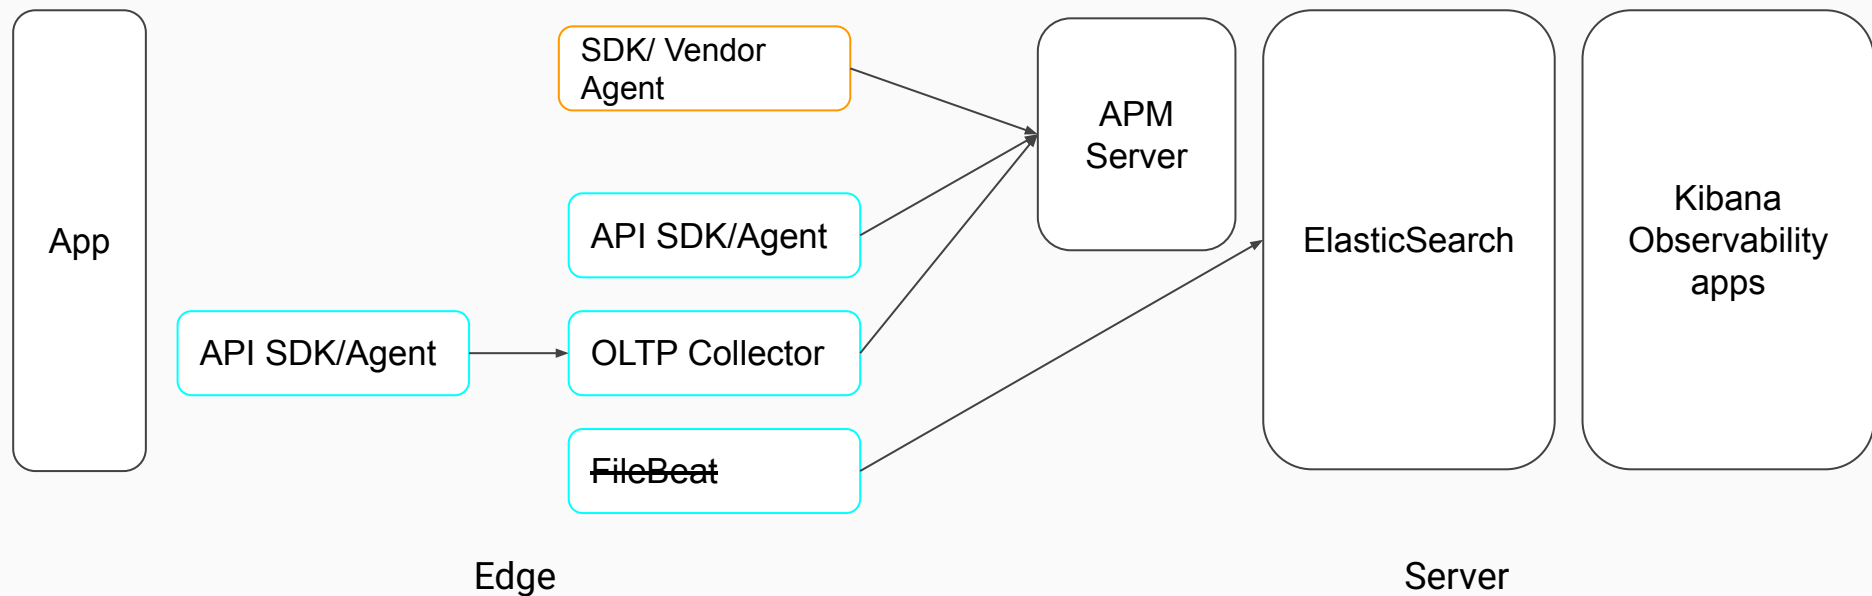 App
SDK/ Vendor
Agent
API SDK/Agent
API SDK/Agent
OLTP Collector
FileBeat
APM
Server
ElasticSearch
Kibana
Observability
apps
Edge
Server